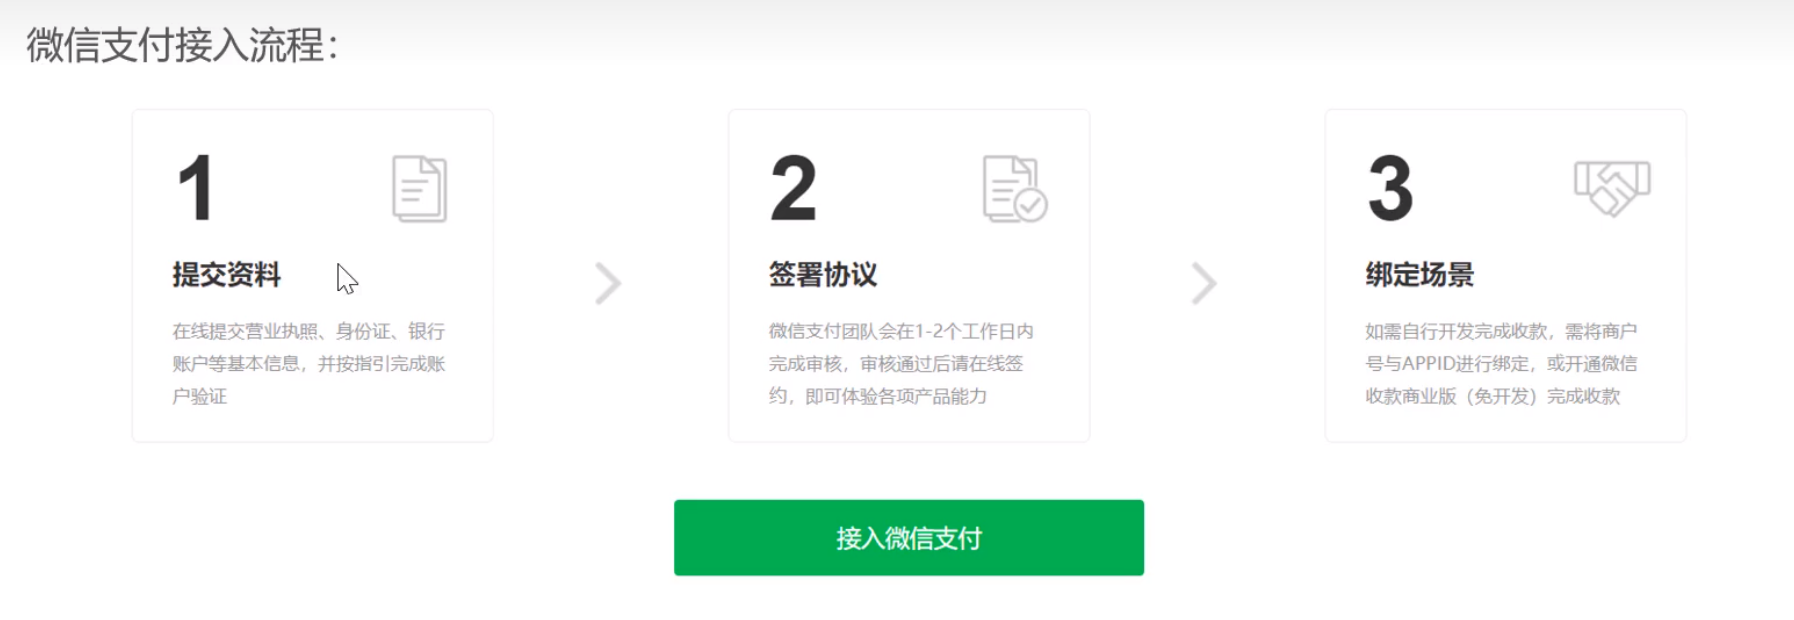 微信支付接入流程：
1
提交资料
在线提交营业执照、身份证、银行
账户等基本信息，并按指引完成账
户验证
2
签署协议
微信支付团队会在1-2个工作日内
完成审核，审核通过后请在线签
约，即可体验各项产品能力
3
绑定场景
如需自行开发完成收款，需将商户
号与APPID进行绑定，或开通微信
收款商业版（免开发）完成收款
接入微信支付